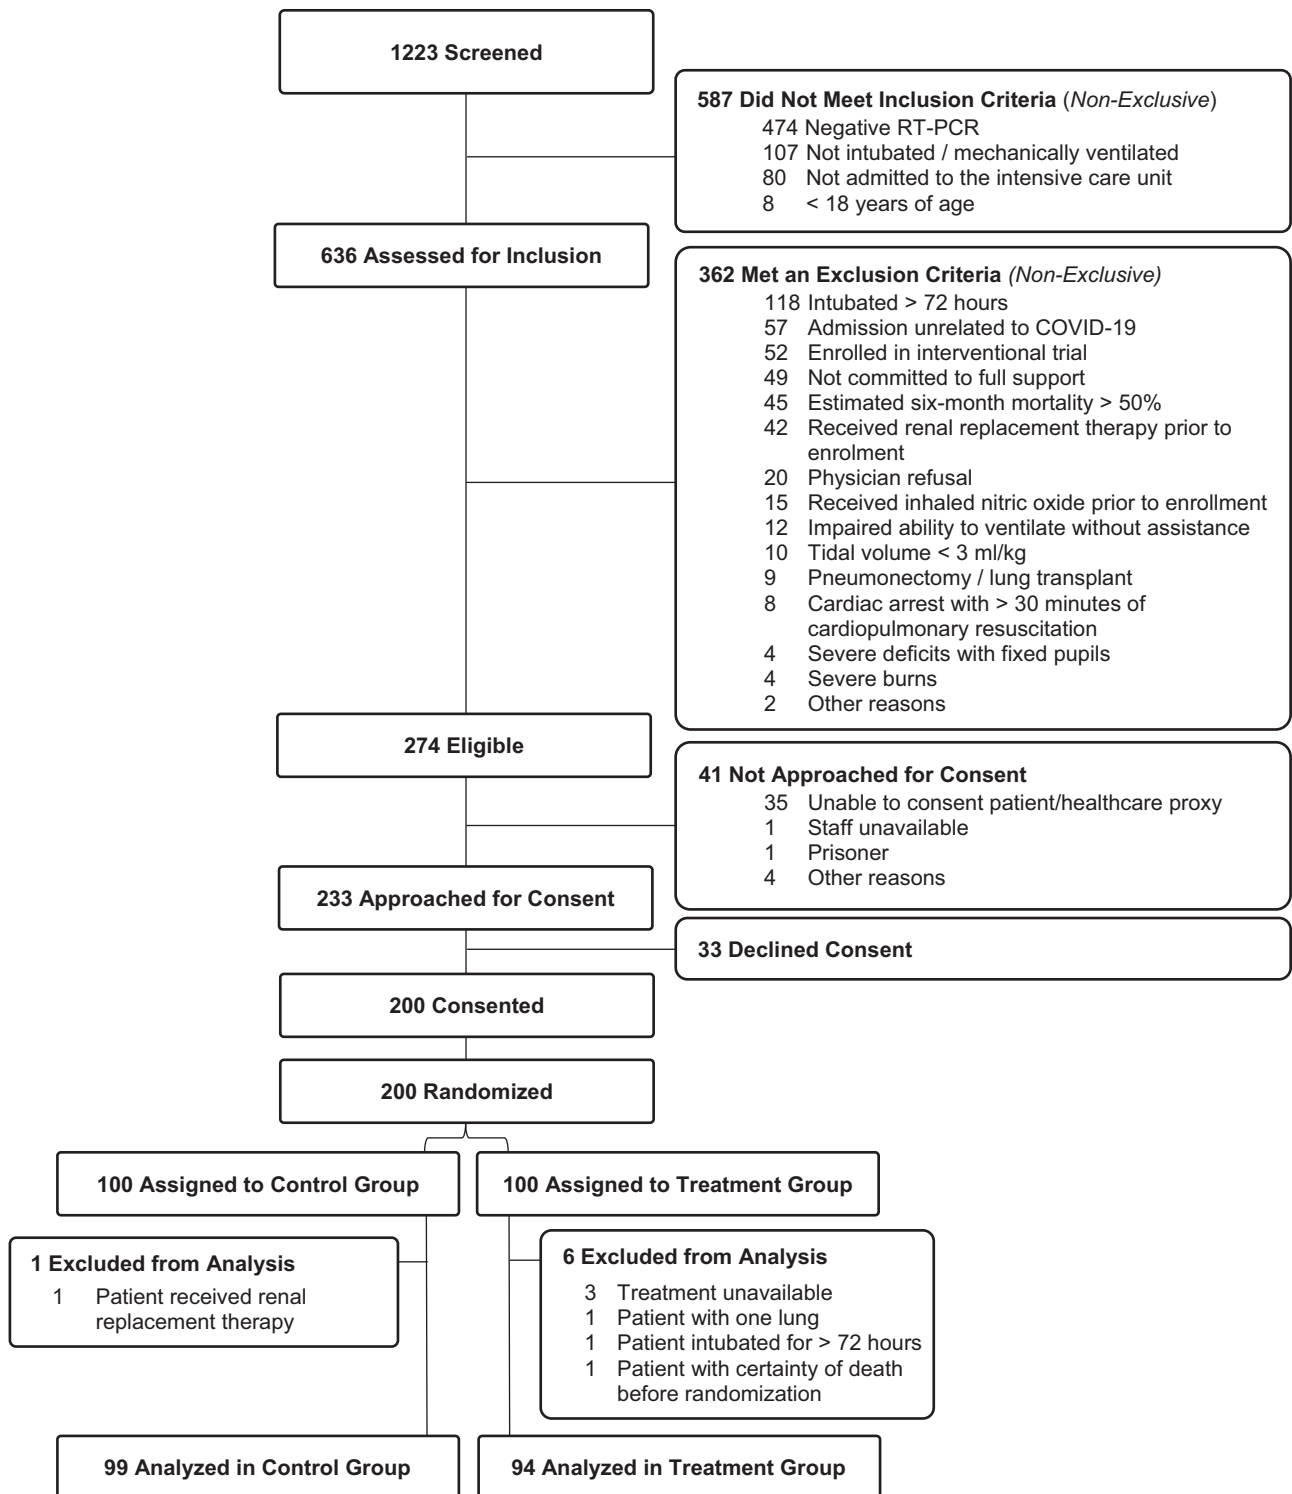 1223 Screened
587 Did Not Meet Inclusion Criteria (Non-Exclusive)
474 Negative RT-PCR
107 Not intubated / mechanically ventilated
80 Not admitted to the intensive care unit
8 < 18 years of age
636 Assessed for Inclusion
362 Met an Exclusion Criteria (Non-Exclusive)
118 Intubated > 72 hours
57 Admission unrelated to COVID-19
52 Enrolled in interventional trial
49 Not committed to full support
45 Estimated six-month mortality > 50%
42 Received renal replacement therapy prior to
enrolment
20 Physician refusal
15 Received inhaled nitric oxide prior to enrollment
12 Impaired ability to ventilate without assistance
10 Tidal volume < 3 ml/kg
9 Pneumonectomy / lung transplant
8 Cardiac arrest with > 30 minutes of
cardiopulmonary resuscitation
4 Severe deficits with fixed pupils
4 Severe burns
2 Other reasons
274 Eligible
41 Not Approached for Consent
35 Unable to consent patient/healthcare proxy
1 Staff unavailable
1 Prisoner
4 Other reasons
233 Approached for Consent
33 Declined Consent
200 Consented
200 Randomized
100 Assigned to Control Group
100 Assigned to Treatment Group
1 Excluded from Analysis
1 Patient received renal
replacement therapy
6 Excluded from Analysis
3 Treatment unavailable
1 Patient with one lung
1 Patient intubated for > 72 hours
1 Patient with certainty of death
before randomization
99 Analyzed in Control Group
94 Analyzed in Treatment Group